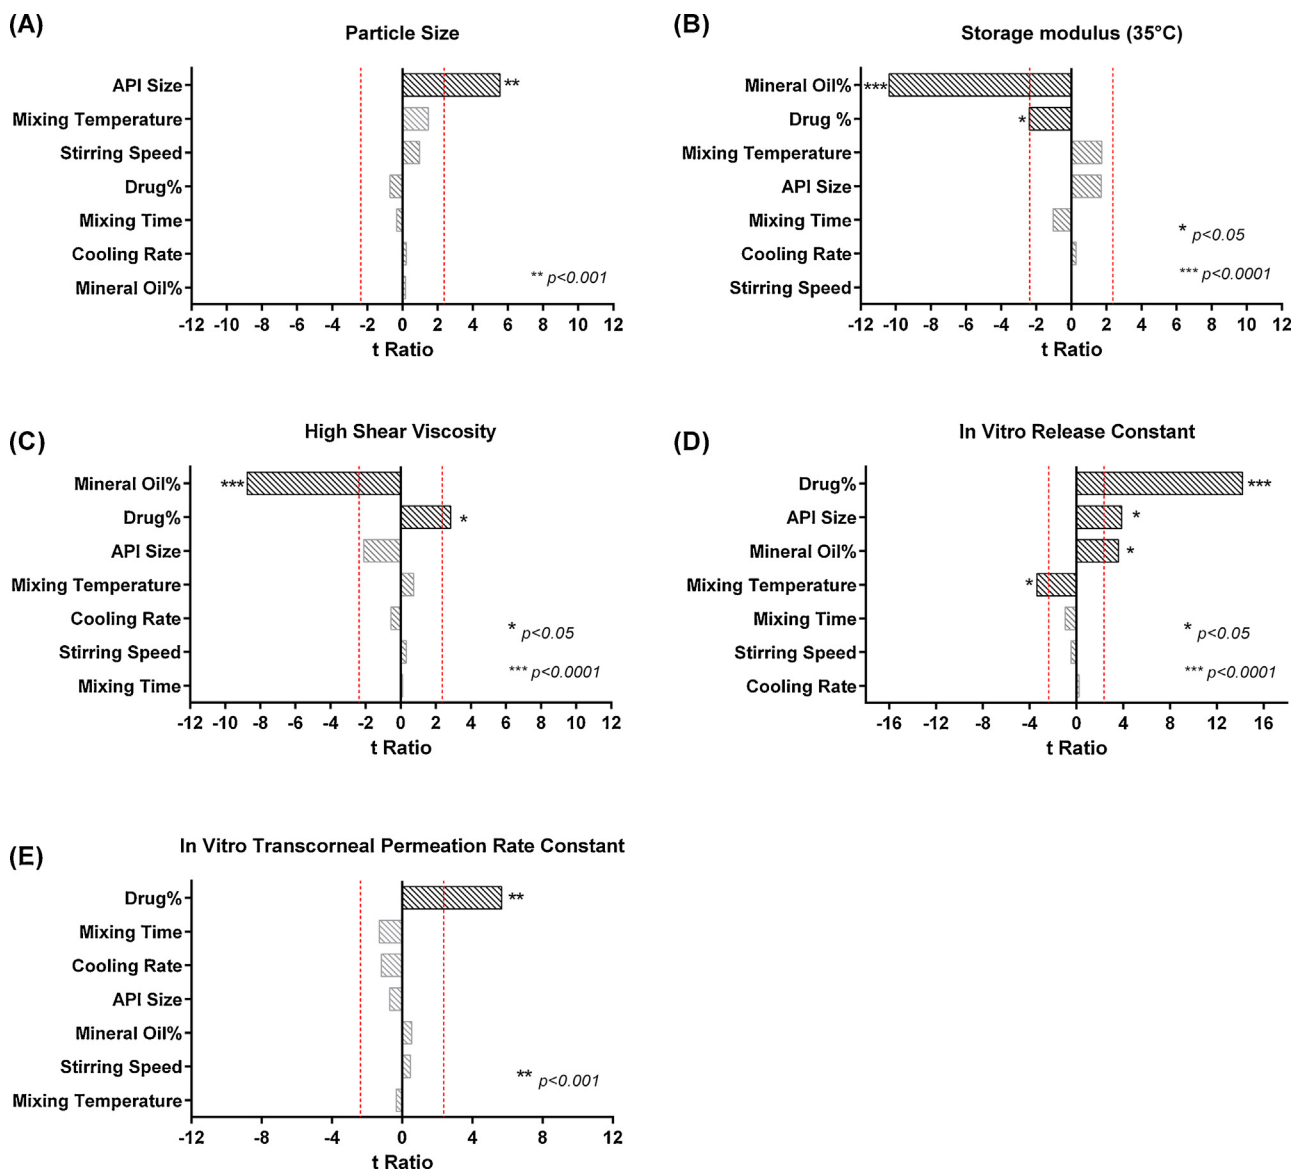 (A)
Particle Size
API Size
**
Mixing Temperature
Stirring Speed
Drug%
Mixing Time
Cooling Rate
Mineral Oil%
** p<0.001
-12 -10 -8 -6 -4 -2 0 2 4 6 8 10 12
t Ratio
(B)
Storage modulus (35°C)
Mineral Oil%
***
Drug %
*
Mixing Temperature
API Size
Mixing Time
Cooling Rate
Stirring Speed
* p<0.05
*** p<0.0001
-12 -10 -8 -6 -4 -2 0 2 4 6 8 10 12
t Ratio
(C)
High Shear Viscosity
Mineral Oil%
***
Drug%
*
API Size
Mixing Temperature
Cooling Rate
Stirring Speed
Mixing Time
* p<0.05
*** p<0.0001
-12 -10 -8 -6 -4 -2 0 2 4 6 8 10 12
t Ratio
(D)
In Vitro Release Constant
Drug%
***
API Size
*
Mineral Oil%
*
Mixing Temperature
*
Mixing Time
Stirring Speed
Cooling Rate
* p<0.05
*** p<0.0001
-16 -12 -8 -4 0 4 8 12 16
t Ratio
(E)
In Vitro Transcorneal Permeation Rate Constant
Drug%
**
Mixing Time
Cooling Rate
API Size
Mineral Oil%
Stirring Speed
Mixing Temperature
** p<0.001
-12 -8 -4 0 4 8 12
t Ratio